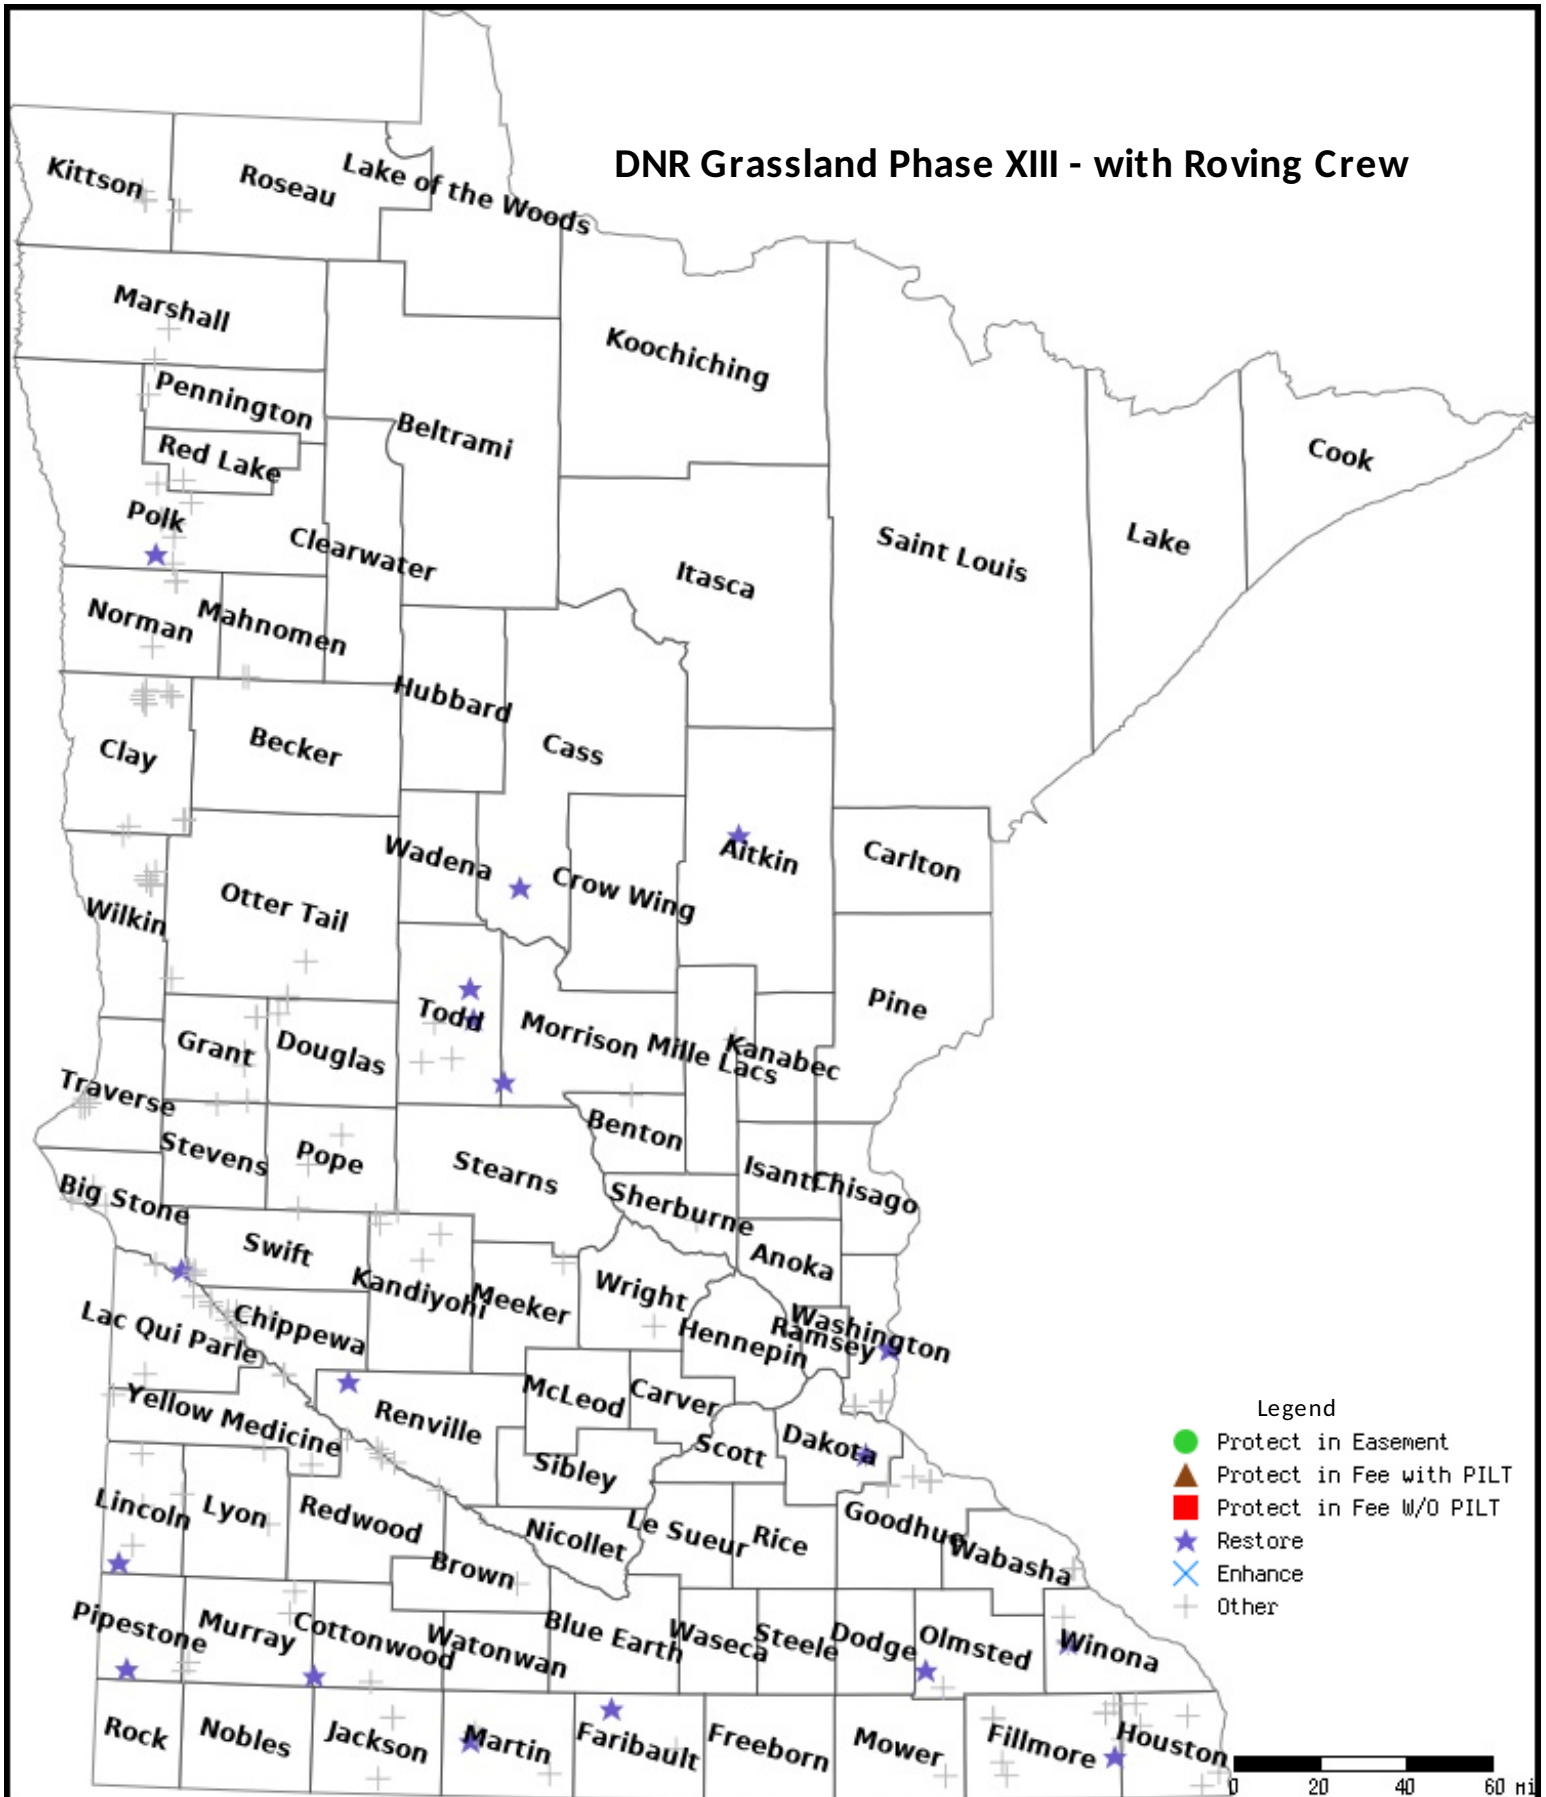 DNR Grassland Phase XIII - with Roving Crew
Kittson
Roseau
Lake of the Woods
Marshall
Koochiching
Pennington
Beltrami
Red Lake
Cook
Polk
Clearwater
Saint Louis
Lake
Itasca
Norman
Mahnomen
Hubbard
Clay
Becker
Cass
Wadena
Aitkin
Carlton
Otter Tail
Crow Wing
Wilkin
Pine
Todd
Morrison
Mille Lacs
Kanabec
Grant
Douglas
Traverse
Benton
Stevens
Pope
Stearns
Isanti
Chisago
Big Stone
Sherburne
Swift
Anoka
Kandiyohi
Meeker
Wright
Lac Qui Parle
Chippewa
Hennepin
Ramsey
Washington
McLeod
Carver
Yellow Medicine
Renville
Scott
Dakota
Legend
Protect in Easement
Protect in Fee with PILT
Protect in Fee W/O PILT
Restore
Enhance
Other
Sibley
Lincoln
Lyon
Redwood
Nicollet
Le Sueur
Rice
Goodhue
Wabasha
Brown
Pipestone
Murray
Cottonwood
Watonwan
Blue Earth
Waseca
Steele
Dodge
Olmsted
Winona
Rock
Nobles
Jackson
Martin
Faribault
Freeborn
Mower
Fillmore
Houston
0 20 40 60 mi